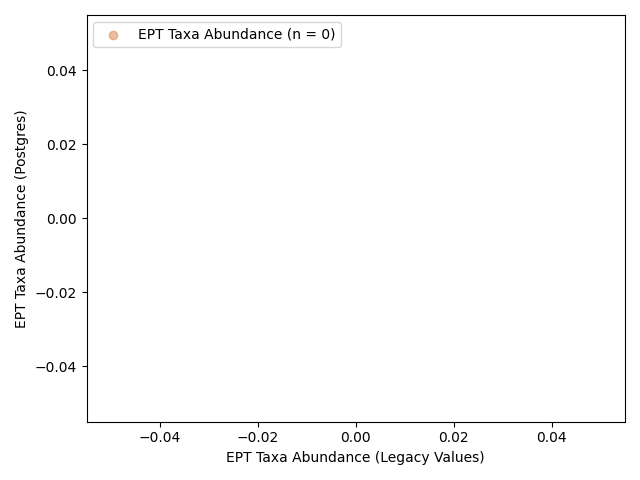 EPT Taxa Abundance (n = 0)
EPT Taxa Abundance (Postgres)
0.04
0.02
0.00
−0.02
−0.04
−0.04 −0.02 0.00 0.02 0.04
EPT Taxa Abundance (Legacy Values)